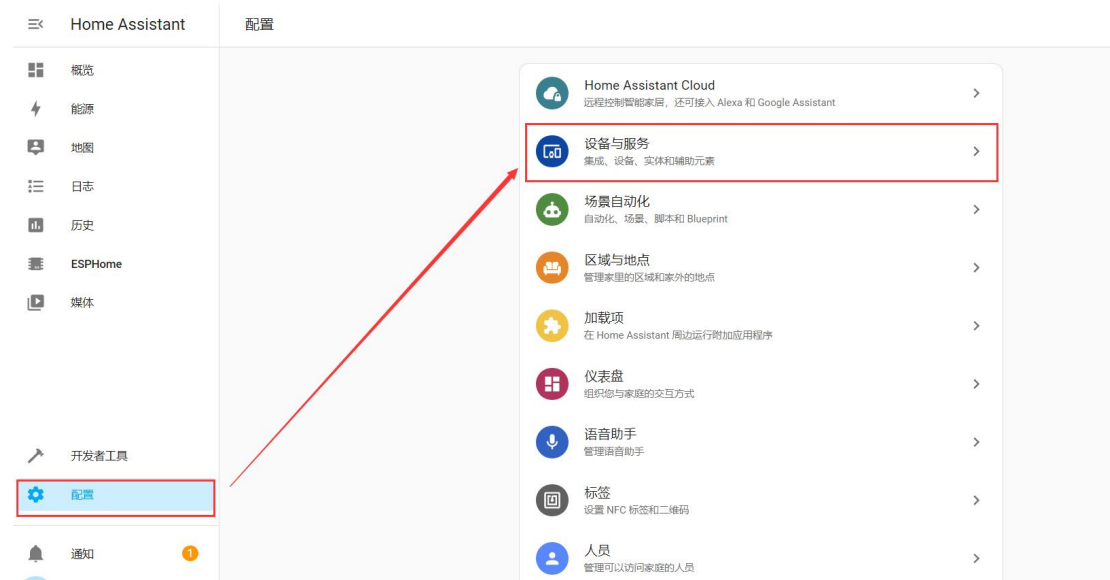 Home Assistant
配置
概览
能源
地图
日志
历史
ESPHome
媒体
开发者工具
配置
通知
1
Home Assistant Cloud
远程控制智能家居，还可接入 Alexa 和 Google Assistant
设备与服务
集成、设备、实体和辅助元素
场景自动化
自动化、场景、脚本和 Blueprint
区域与地点
管理家里的区域和家外的地点
加载项
在 Home Assistant 周边运行附加应用程序
仪表盘
组织您与家庭的交互方式
语音助手
管理语音助手
标签
设置 NFC 标签和二维码
人员
管理可以访问家庭的人员